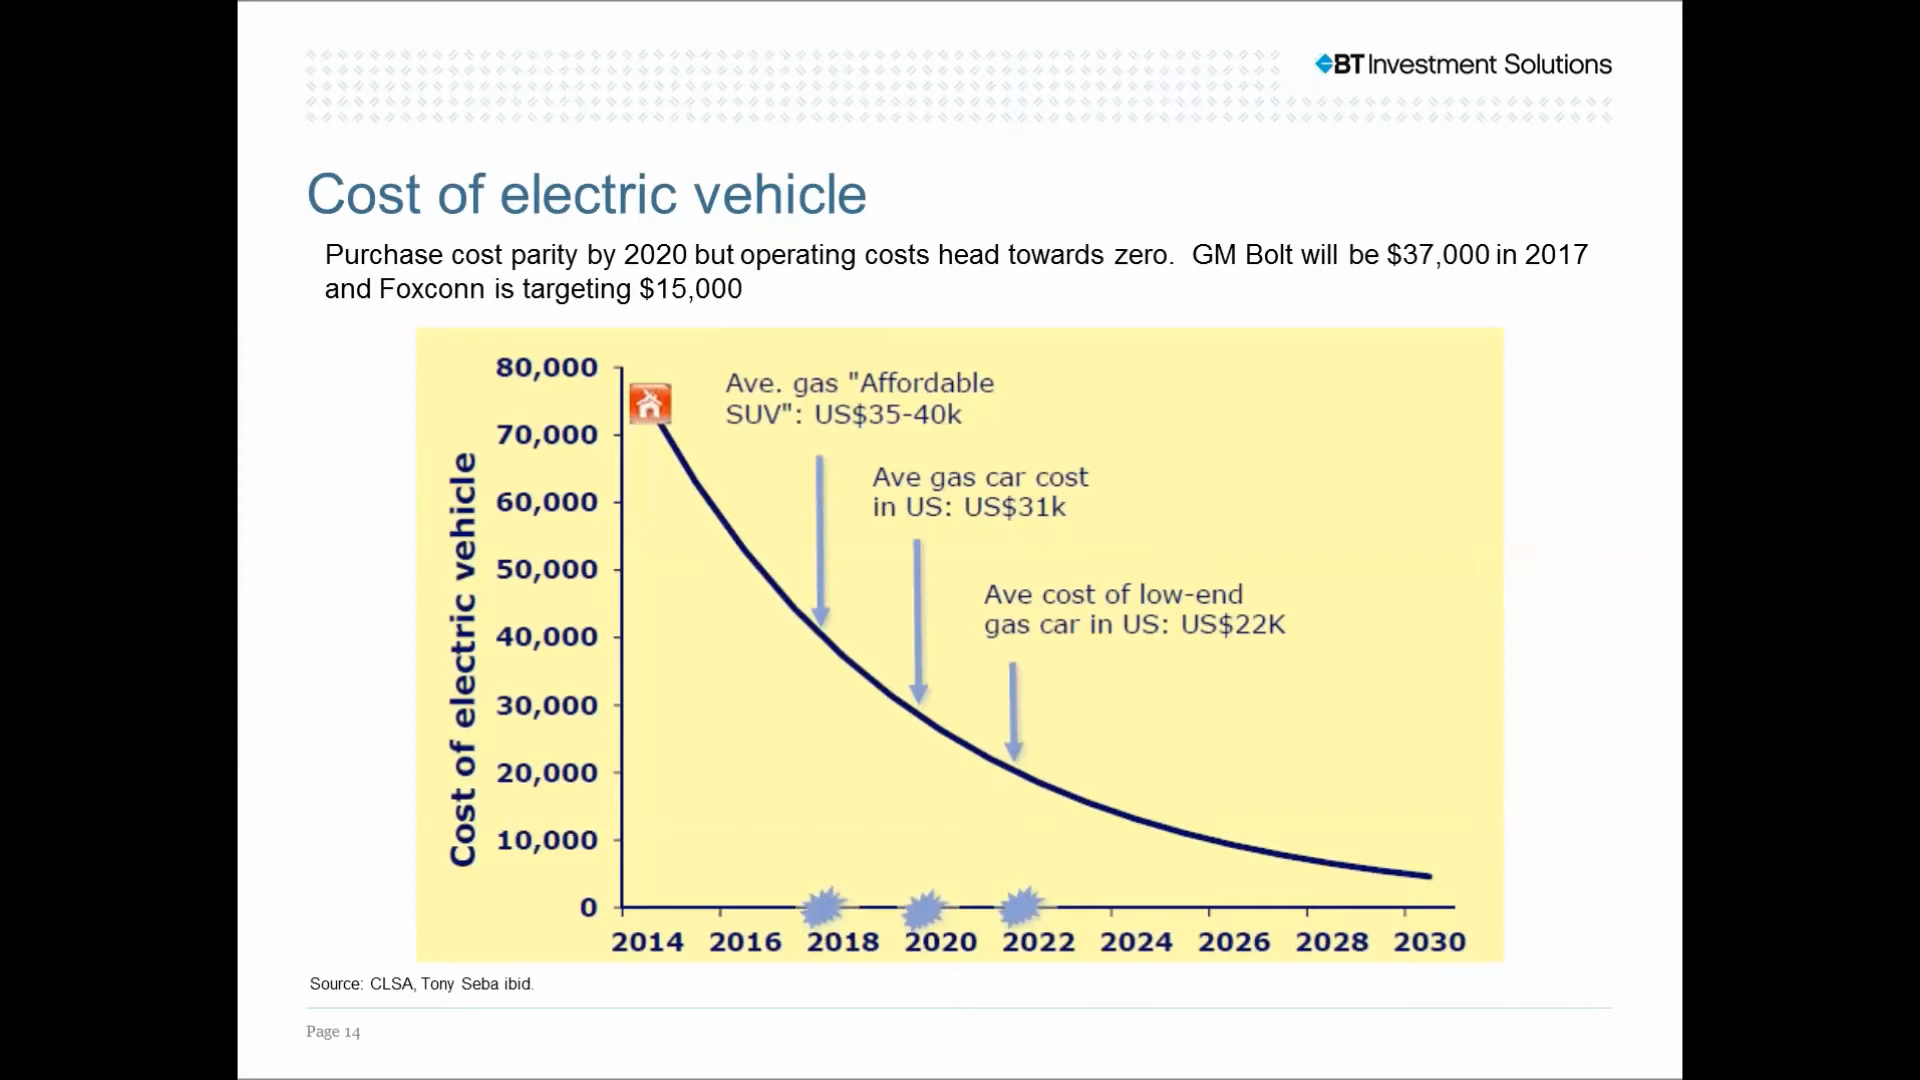 BT Investment Solutions
Cost of electric vehicle
Purchase cost parity by 2020 but operating costs head towards zero. GM Bolt will be $37,000 in 2017
and Foxconn is targeting $15,000
Cost of electric vehicle
80,000
70,000
60,000
50,000
40,000
30,000
20,000
10,000
0
Ave. gas "Affordable
SUV": US$35-40k
Ave gas car cost
in US: US$31k
Ave cost of low-end
gas car in US: US$22K
2014 2016 2018 2020 2022 2024 2026 2028 2030
Source: CLSA, Tony Seba ibid.
Page 14